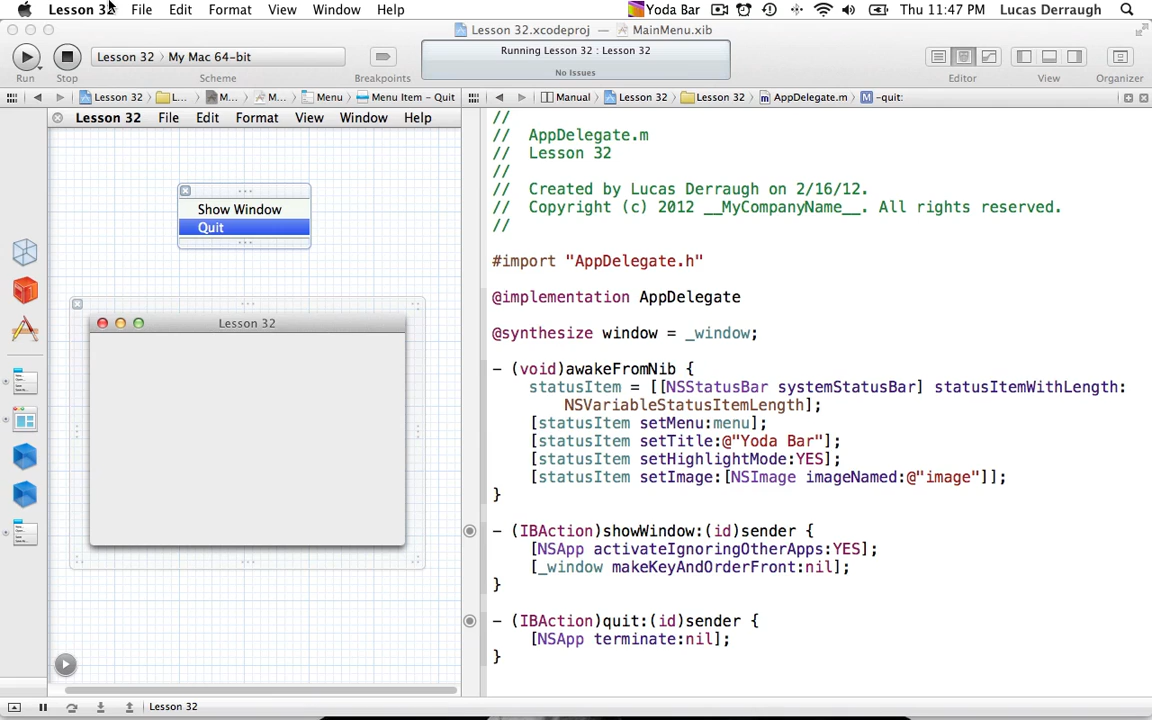 Lesson 32 File Edit Format View Window Help Yoda Bar Thu 11:47 PM Lucas Derraugh
Lesson 32.xcodeproj MainMenu.xib
Lesson 32 My Mac 64-bit Running Lesson 32 : Lesson 32
No Issues
Run Stop Scheme Breakpoints Editor View Organizer
Lesson 32 L... M... M... Menu Menu Item - Quit Manual Lesson 32 Lesson 32 AppDelegate.m M -quit:
Lesson 32 File Edit Format View Window Help
Show Window
Quit
Lesson 32
//
// AppDelegate.m
// Lesson 32
//
// Created by Lucas Derraugh on 2/16/12.
// Copyright (c) 2012 __MyCompanyName__. All rights reserved.
//
#import "AppDelegate.h"
@implementation AppDelegate
@synthesize window = _window;
- (void)awakeFromNib {
statusItem = [[NSStatusBar systemStatusBar] statusItemWithLength:
NSVariableStatusItemLength];
[statusItem setMenu:menu];
[statusItem setTitle:@"Yoda Bar"];
[statusItem setHighlightMode:YES];
[statusItem setImage:[NSImage imageNamed:@"image"]];
}
- (IBAction)showWindow:(id)sender {
[NSApp activateIgnoringOtherApps:YES];
[_window makeKeyAndOrderFront:nil];
}
- (IBAction)quit:(id)sender {
[NSApp terminate:nil];
}
Lesson 32